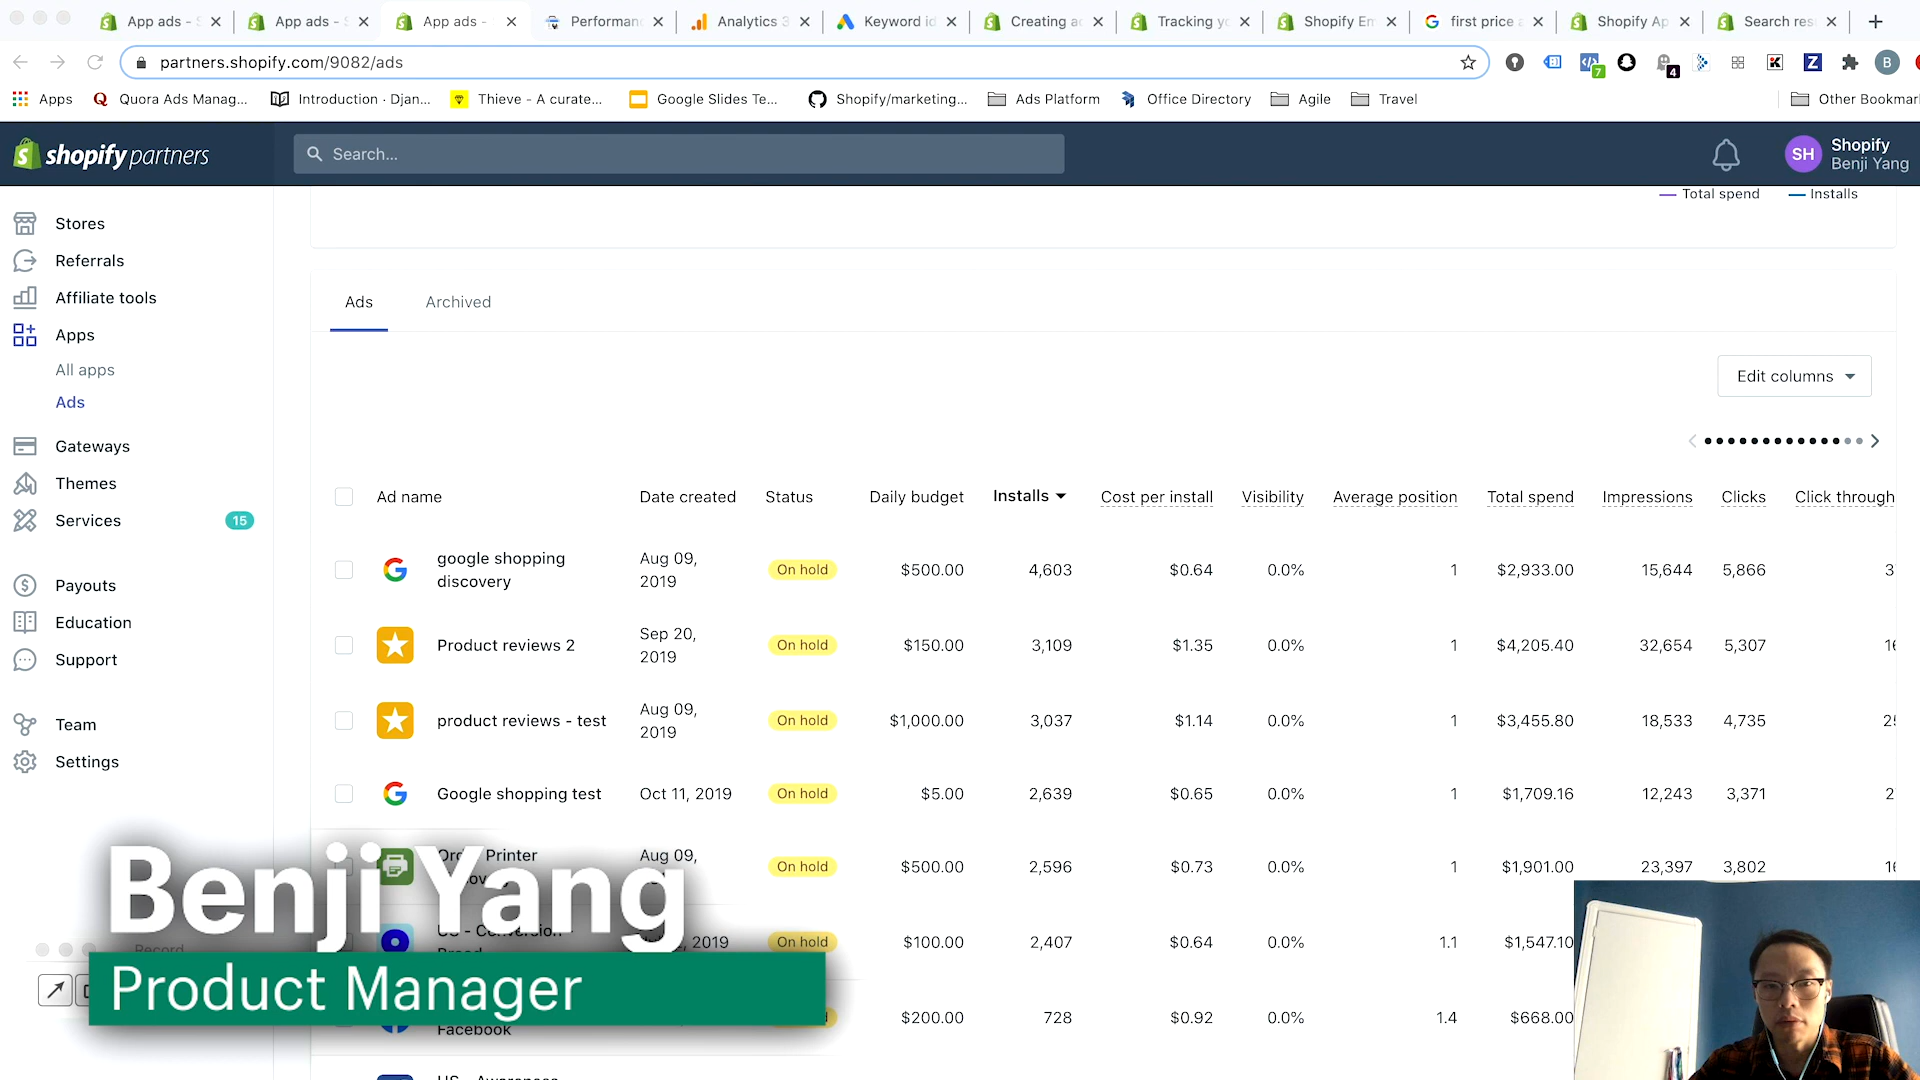 App ads -
App ads -
App ads -
Performan
Analytics
Keyword id
Creating a
Tracking yo
Shopify Em
first price a
Shopify Ap
Search res
partners.shopify.com/9082/ads
7
4
B
Apps
Quora Ads Manag...
Introduction · Djan...
Thieve - A curate...
Google Slides Te...
Shopify/marketing...
Ads Platform
Office Directory
Agile
Travel
Other Bookmar
shopify partners
Search...
SH
Shopify
Benji Yang
Stores
Referrals
Affiliate tools
Apps
All apps
Ads
Gateways
Themes
Services
15
Payouts
Education
Support
Team
Settings
Total spend
Installs
Ads
Archived
Edit columns
Ad name Date created Status Daily budget Installs Cost per install Visibility Average position Total spend Impressions Clicks Click through
google shopping
discovery
Aug 09,
2019
On hold $500.00 4,603 $0.64 0.0% 1 $2,933.00 15,644 5,866 3
Product reviews 2
Sep 20,
2019
On hold $150.00 3,109 $1.35 0.0% 1 $4,205.40 32,654 5,307
product reviews - test
Aug 09,
2019
On hold $1,000.00 3,037 $1.14 0.0% 1 $3,455.80 18,533 4,735
Google shopping test Oct 11, 2019 On hold $5.00 2,639 $0.65 0.0% 1 $1,709.16 12,243 3,371 2
Printer
Aug 09,
On hold $500.00 2,596 $0.73 0.0% 1 $1,901.00 23,397 3,802
US - Conversion -
2019
On hold $100.00 2,407 $0.64 0.0% 1.1 $1,547.10
Facebook
$200.00 728 $0.92 0.0% 1.4 $668.00
Record
Benji Yang
Product Manager